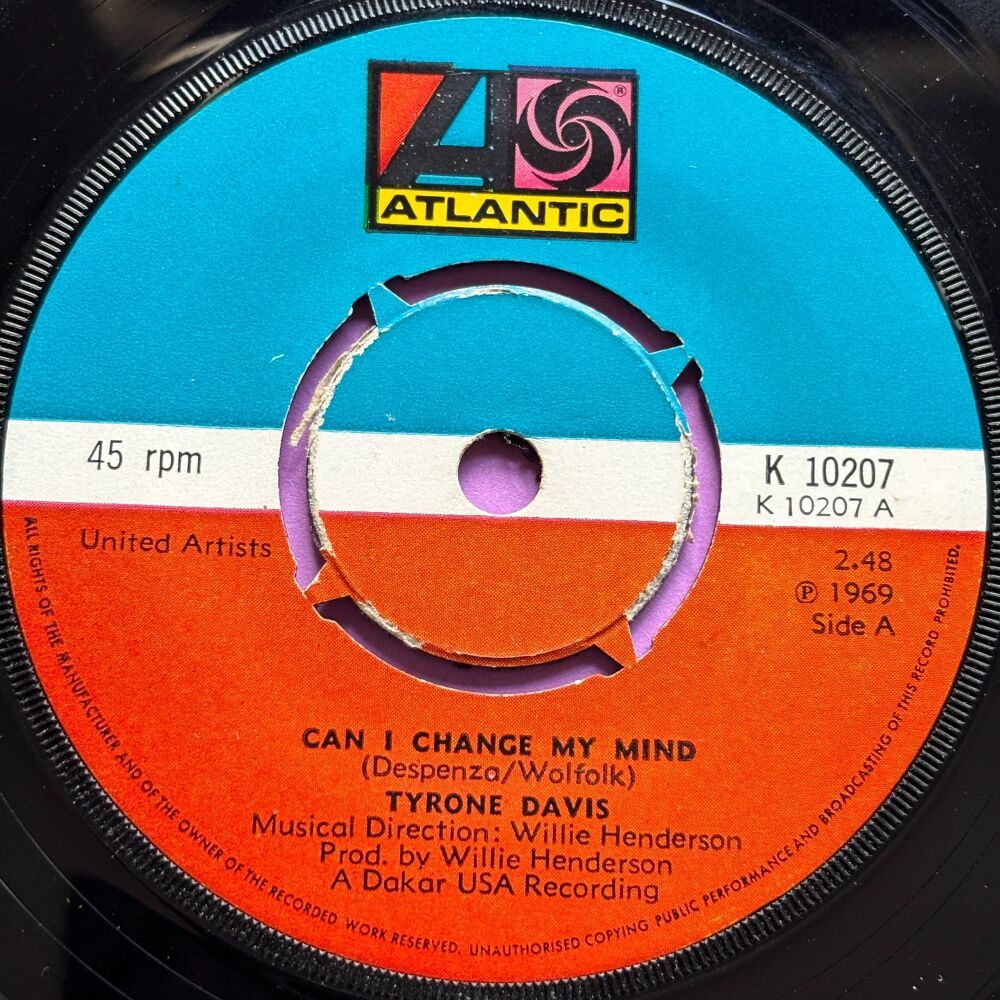 ATLANTIC
®
45 rpm
K 10207
K 10207 A
United Artists
2.48
℗ 1969
Side A
CAN I CHANGE MY MIND
(Despenza/Wolfolk)
TYRONE DAVIS
Musical Direction: Willie Henderson
Prod. by Willie Henderson
A Dakar USA Recording
ALL RIGHTS OF THE MANUFACTURER AND OF THE OWNER OF THE RECORDED WORK RESERVED. UNAUTHORISED COPYING PUBLIC PERFORMANCE AND BROADCASTING OF THIS RECORD PROHIBITED.